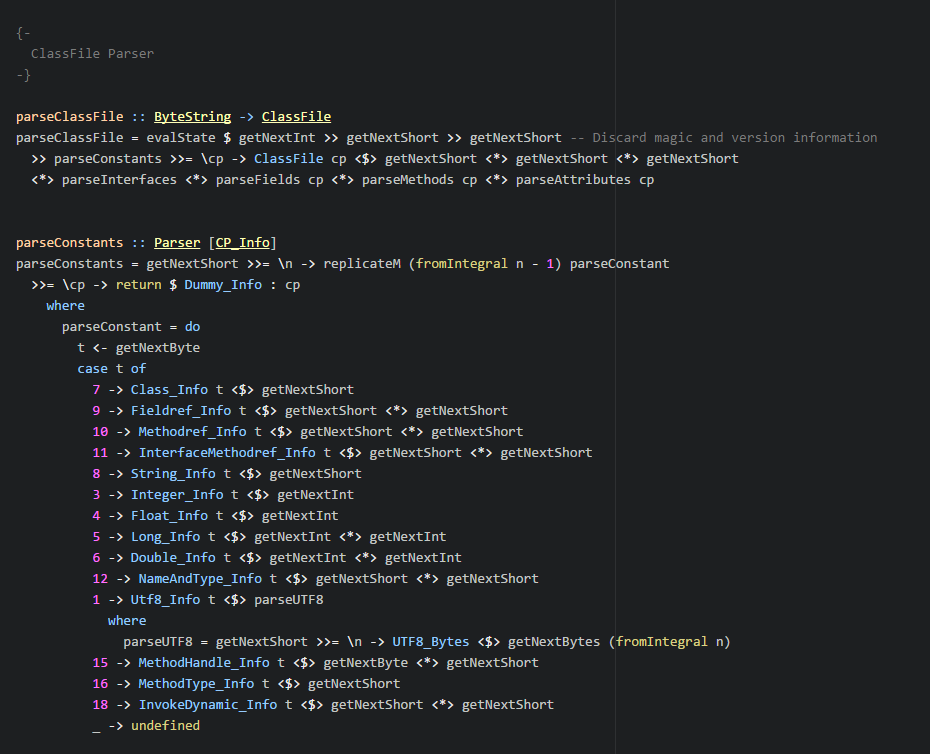 {-
  ClassFile Parser
-}
parseClassFile :: ByteString -> ClassFile
parseClassFile = evalState $ getNextInt >> getNextShort >> getNextShort -- Discard magic and version information
  >> parseConstants >>= \cp -> ClassFile cp <$> getNextShort <*> getNextShort <*> getNextShort
  <*> parseInterfaces <*> parseFields cp <*> parseMethods cp <*> parseAttributes cp
parseConstants :: Parser [CP_Info]
parseConstants = getNextShort >>= \n -> replicateM (fromIntegral n - 1) parseConstant
  >>= \cp -> return $ Dummy_Info : cp
    where
      parseConstant = do
        t <- getNextByte
        case t of
          7 -> Class_Info t <$> getNextShort
          9 -> Fieldref_Info t <$> getNextShort <*> getNextShort
          10 -> Methodref_Info t <$> getNextShort <*> getNextShort
          11 -> InterfaceMethodref_Info t <$> getNextShort <*> getNextShort
          8 -> String_Info t <$> getNextShort
          3 -> Integer_Info t <$> getNextInt
          4 -> Float_Info t <$> getNextInt
          5 -> Long_Info t <$> getNextInt <*> getNextInt
          6 -> Double_Info t <$> getNextInt <*> getNextInt
          12 -> NameAndType_Info t <$> getNextShort <*> getNextShort
          1 -> Utf8_Info t <$> parseUTF8
            where
              parseUTF8 = getNextShort >>= \n -> UTF8_Bytes <$> getNextBytes (fromIntegral n)
          15 -> MethodHandle_Info t <$> getNextByte <*> getNextShort
          16 -> MethodType_Info t <$> getNextShort
          18 -> InvokeDynamic_Info t <$> getNextShort <*> getNextShort
          _ -> undefined